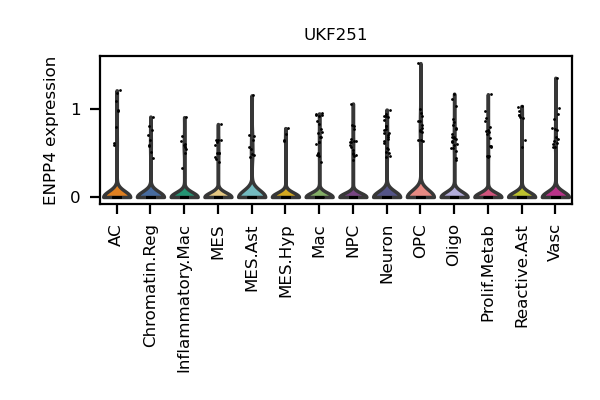 UKF251
ENPP4 expression
1
0
AC
Chromatin.Reg
Inflammatory.Mac
MES
MES.Ast
MES.Hyp
Mac
NPC
Neuron
OPC
Oligo
Prolif.Metab
Reactive.Ast
Vasc